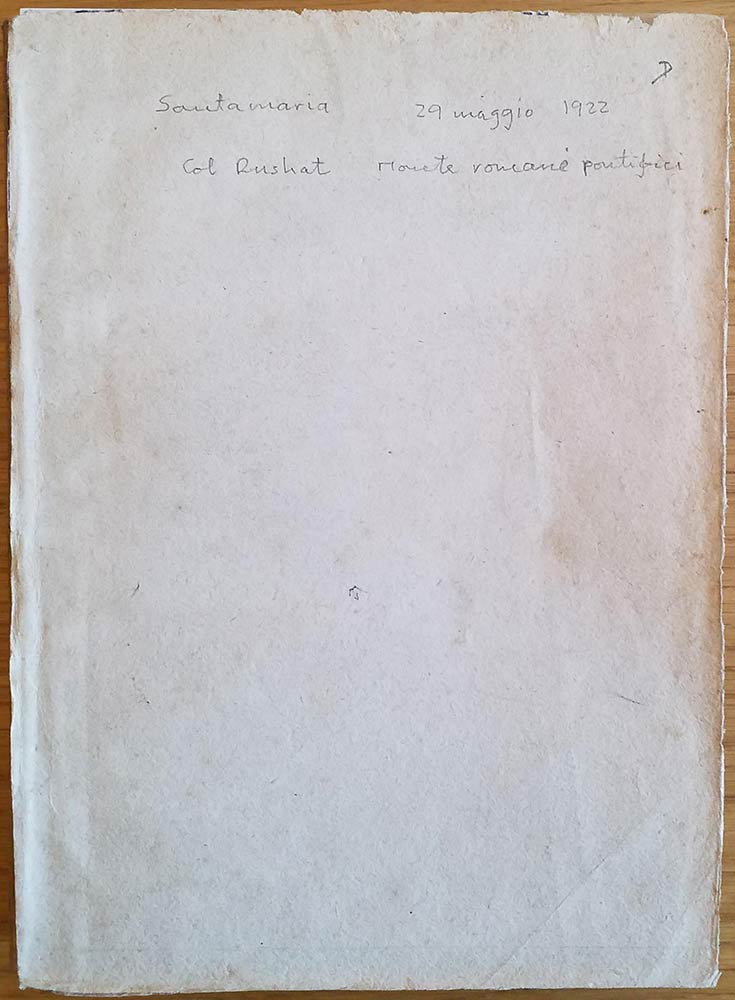 Santamaria 29 maggio 1922
Col Rushat Monete romane pontifici